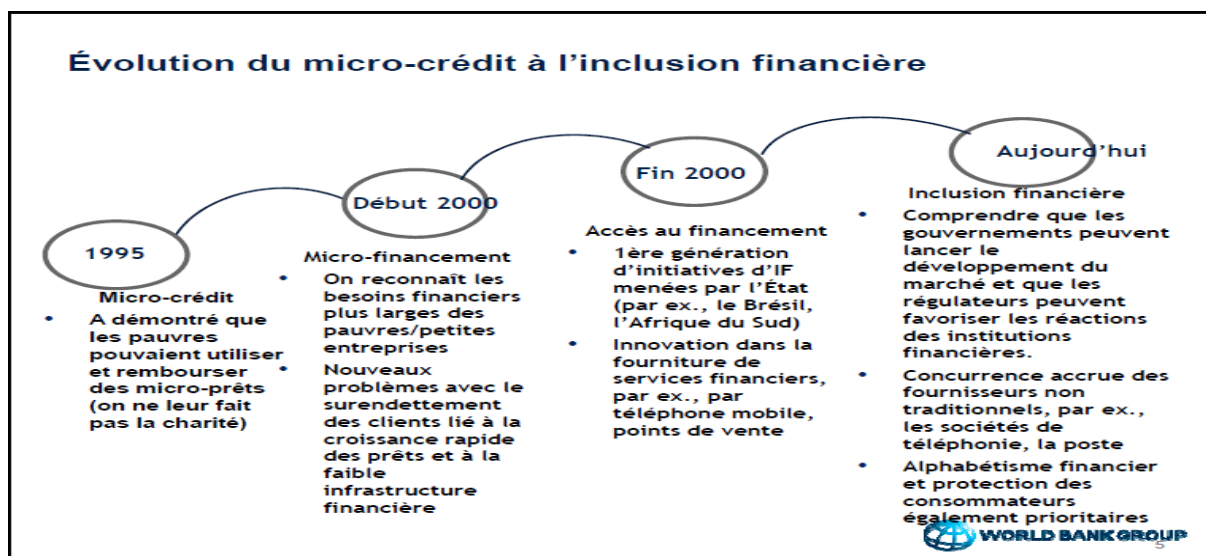 Évolution du micro-crédit à l'inclusion financière
1995
Micro-crédit
• A démontré que
les pauvres
pouvaient utiliser
et rembourser
des micro-prêts
(on ne leur fait
pas la charité)
Début 2000
Micro-financement
• On reconnaît les
besoins financiers
plus larges des
pauvres/petites
entreprises
• Nouveaux
problèmes avec le
surendettement
des clients lié à la
croissance rapide
des prêts et à la
faible
infrastructure
financière
Fin 2000
Accès au financement
• 1ère génération
d'initiatives d'IF
menées par l'État
(par ex., le Brésil,
l'Afrique du Sud)
• Innovation dans la
fourniture de
services financiers,
par ex., par
téléphone mobile,
points de vente
Aujourd'hui
Inclusion financière
• Comprendre que les
gouvernements peuvent
lancer le
développement du
marché et que les
régulateurs peuvent
favoriser les réactions
des institutions
financières.
• Concurrence accrue des
fournisseurs non
traditionnels, par ex.,
les sociétés de
téléphonie, la poste
• Alphabétisme financier
et protection des
consommateurs
également prioritaires
WORLD BANK GROUP
5